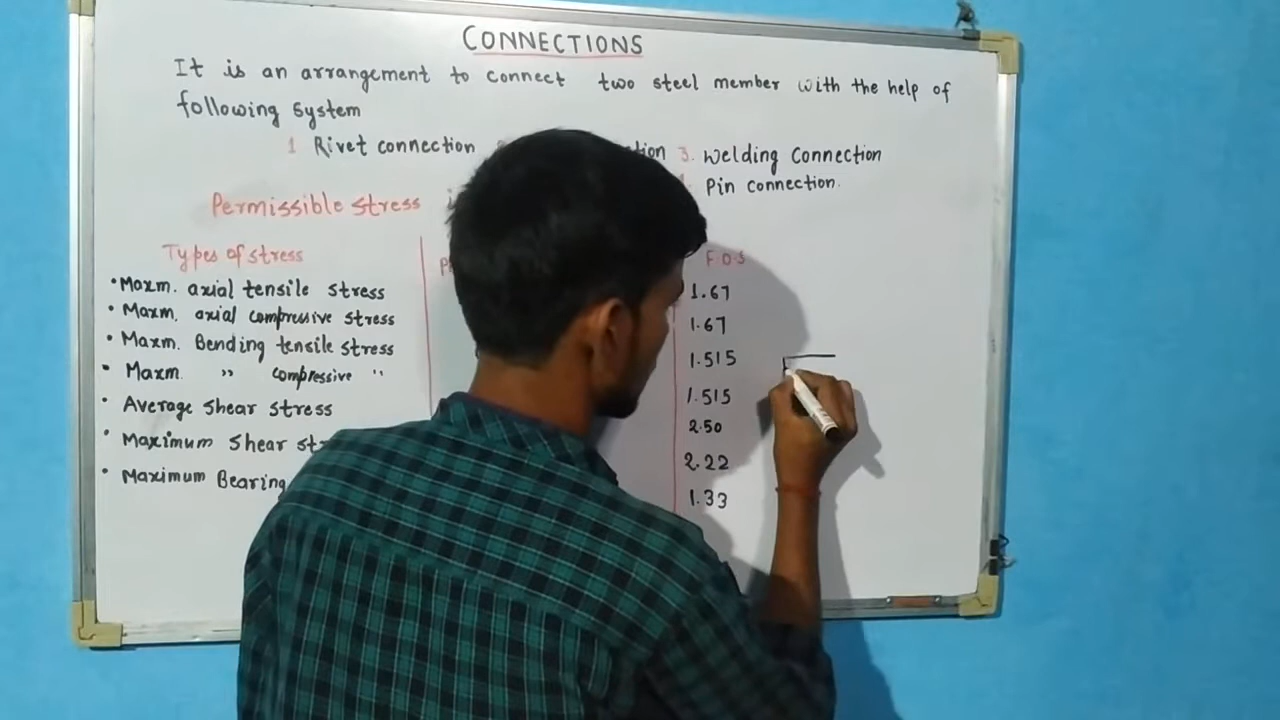 CONNECTIONS
It is an arrangement to connect two steel member with the help of
following system
1 Rivet connection 3. Welding Connection
Pin connection.
Permissible stress
Types of stress F.O.S
• Maxm. axial tensile stress 1.67
• Maxm. axial compressive stress 1.67
• Maxm. Bending tensile stress 1.515
• Maxm. ,, compressive ,, 1.515
• Average shear stress 2.50
• Maximum shear 2.22
• Maximum Bearing 1.33